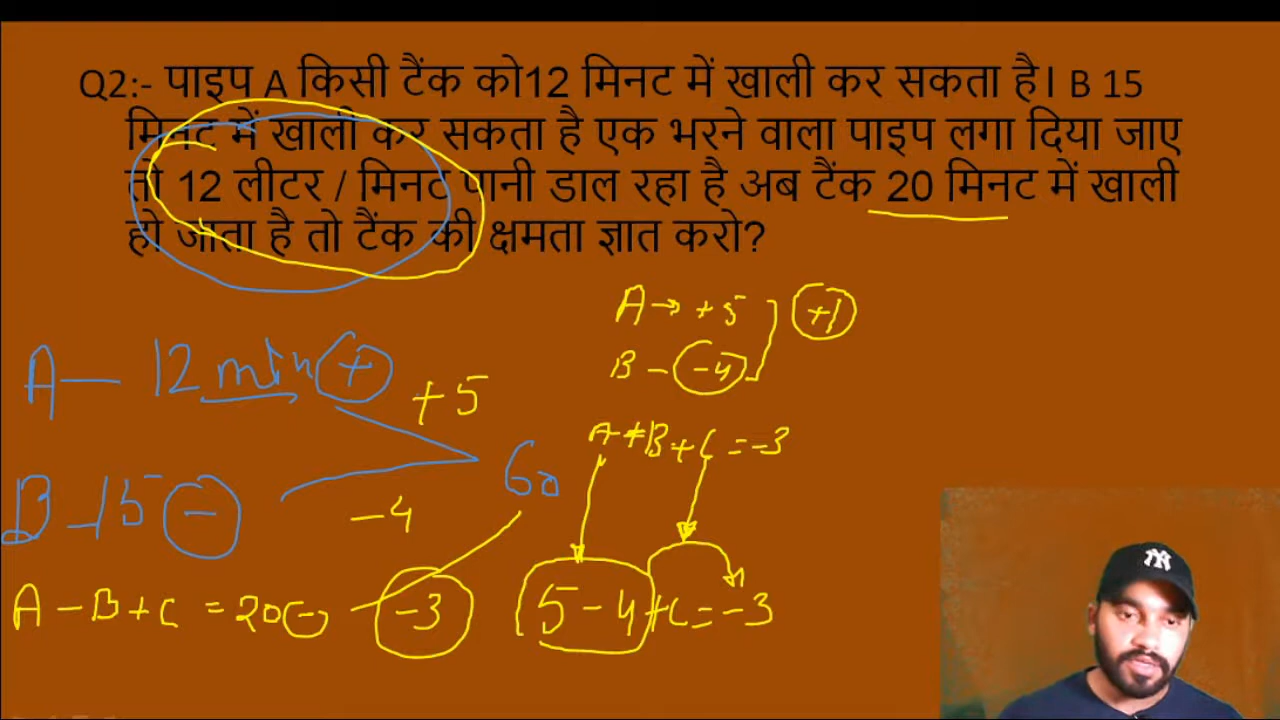 Q2:- पाइप A किसी टैंक को12 मिनट में खाली कर सकता है। B 15
मिनट में खाली कर सकता है एक भरने वाला पाइप लगा दिया जाए
तो 12 लीटर / मिनट पानी डाल रहा है अब टैंक 20 मिनट में खाली
हो जाता है तो टैंक की क्षमता ज्ञात करो?
A → +5
+1
B - -4
A — 12 min +
+5
A+B+C = -3
60
B - 15 -
-4
A - B + C = 20 -
-3
5 - 4 + C = -3
NY